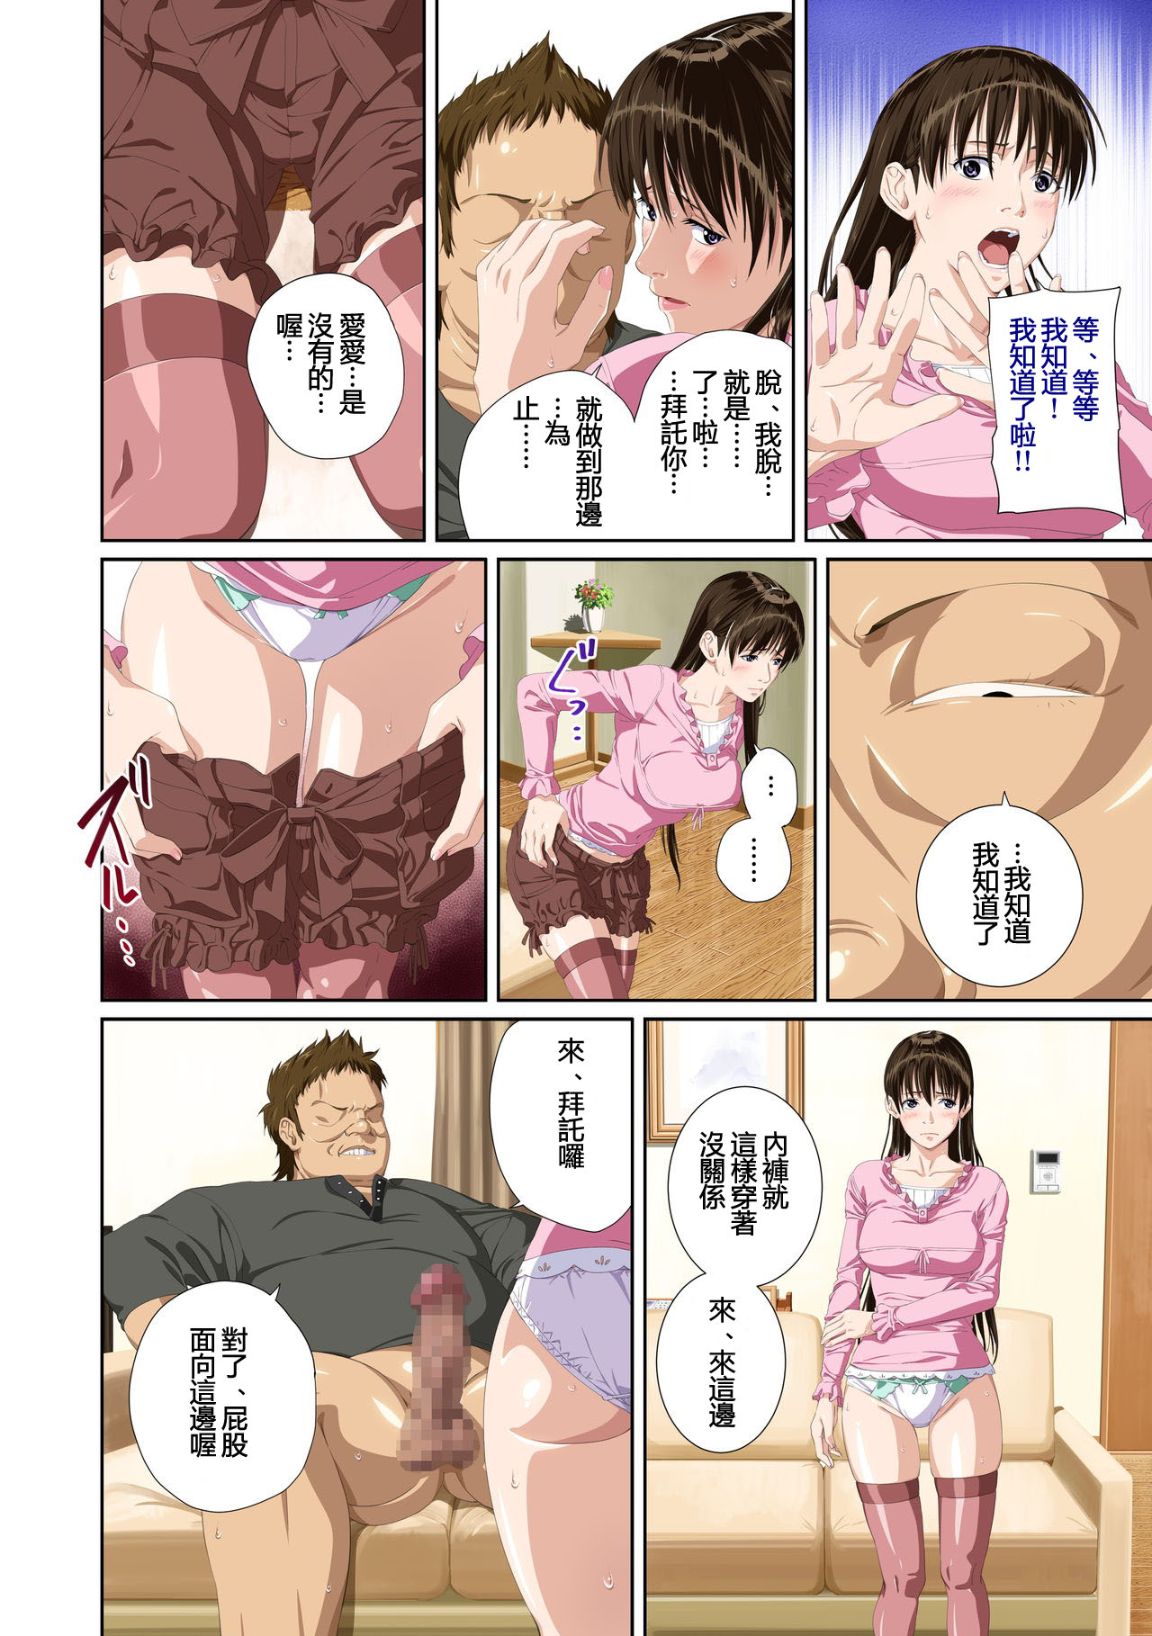 等、等等
我知道！
我知道了啦！！
脫、我脫…
就是……
了…啦…
…拜託你…
就做到那邊
…為
止……
愛愛…是
沒有的…
喔…
…我知道
我知道了
…
……
ぐっ…
ズルル…
內褲就
這樣穿著
沒關係
來、來這邊
來、拜託囉
對了、屁股
面向這邊喔